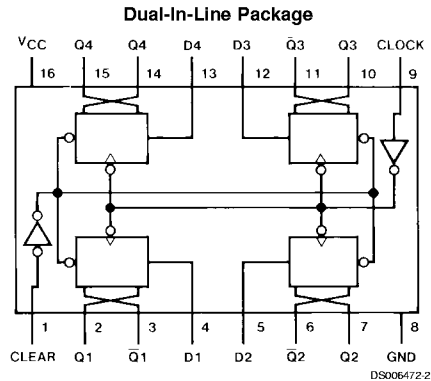 Dual-In-Line Package
VCC Q4 Q4 D4 D3 Q̄3 Q3 CLOCK
16 15 14 13 12 11 10 9
1 2 3 4 5 6 7 8
CLEAR Q1 Q̄1 D1 D2 Q̄2 Q2 GND
DS006472-2